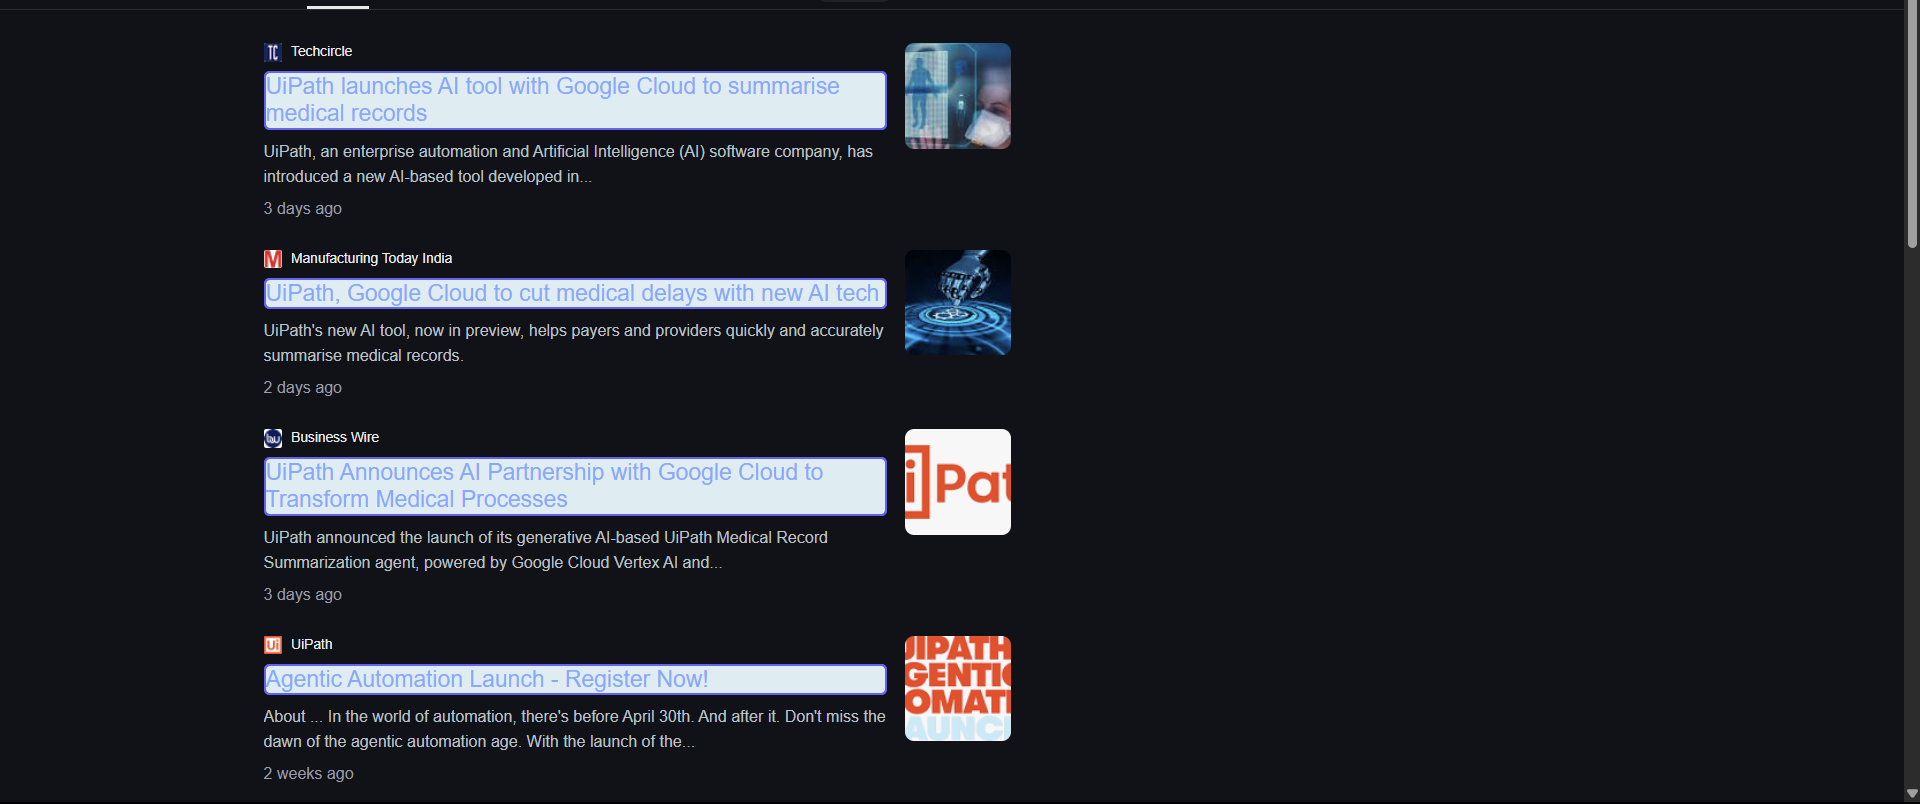 Techcircle
UiPath launches AI tool with Google Cloud to summarise
medical records
UiPath, an enterprise automation and Artificial Intelligence (AI) software company, has
introduced a new AI-based tool developed in...
3 days ago
Manufacturing Today India
UiPath, Google Cloud to cut medical delays with new AI tech
UiPath's new AI tool, now in preview, helps payers and providers quickly and accurately
summarise medical records.
2 days ago
Business Wire
UiPath Announces AI Partnership with Google Cloud to
Transform Medical Processes
UiPath announced the launch of its generative AI-based UiPath Medical Record
Summarization agent, powered by Google Cloud Vertex AI and...
3 days ago
iPat
UiPath
Agentic Automation Launch - Register Now!
About ... In the world of automation, there's before April 30th. And after it. Don't miss the
dawn of the agentic automation age. With the launch of the...
2 weeks ago
UIPATH
GENTIC
OMATI
AUNC